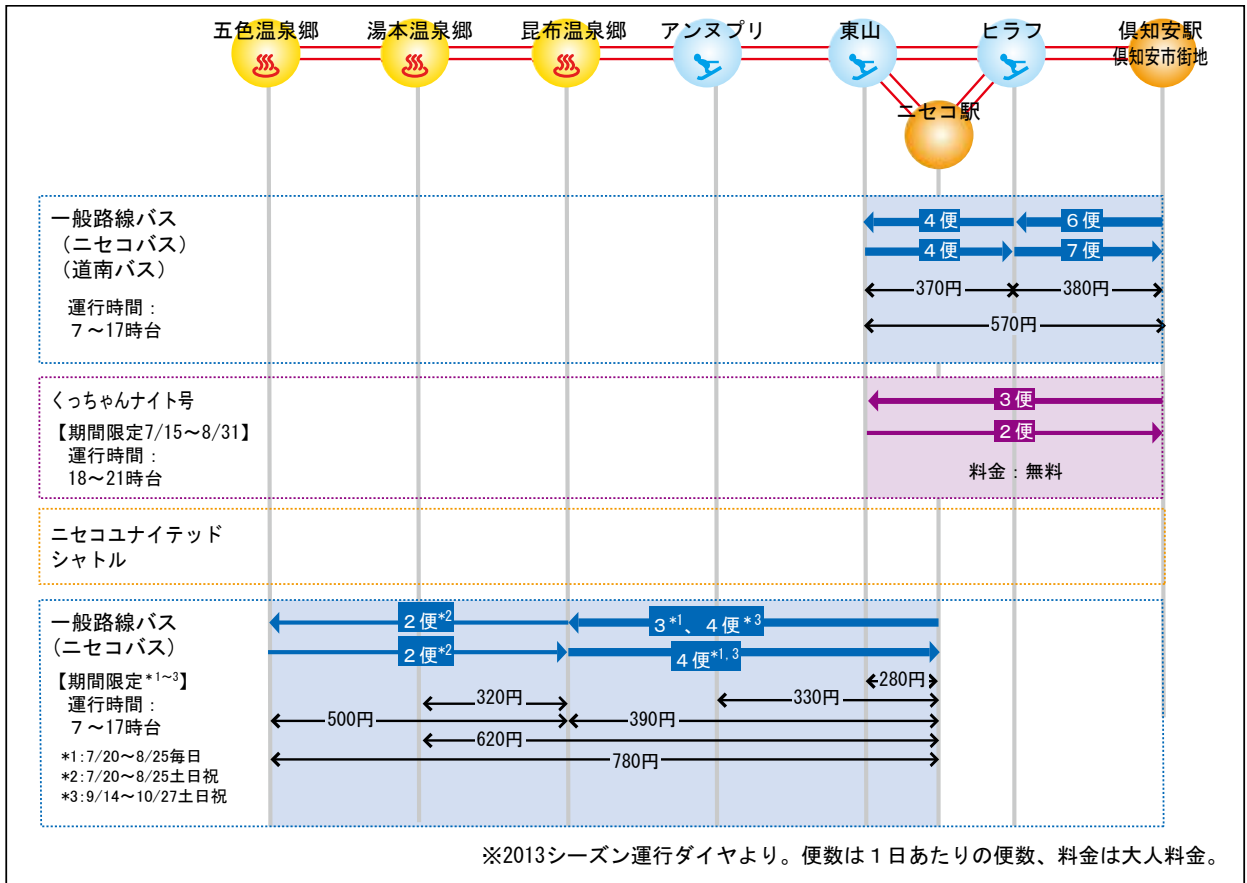 五色温泉郷
湯本温泉郷
昆布温泉郷
アンヌプリ
東山
ヒラフ
倶知安駅
倶知安市街地
ニセコ駅
一般路線バス
（ニセコバス）
（道南バス）
運行時間：
７～17時台
４便
６便
４便
７便
370円
380円
570円
くっちゃんナイト号
【期間限定7/15～8/31】
運行時間：
18～21時台
３便
２便
料金：無料
ニセコユナイテッド
シャトル
一般路線バス
(ニセコバス）
【期間限定*1~3】
運行時間：
７～17時台
*1:7/20～8/25毎日
*2:7/20～8/25土日祝
*3:9/14～10/27土日祝
２便*2
３*1、４便*3
２便*2
４便*1,3
280円
320円
330円
500円
390円
620円
780円
※2013シーズン運行ダイヤより。便数は１日あたりの便数、料金は大人料金。